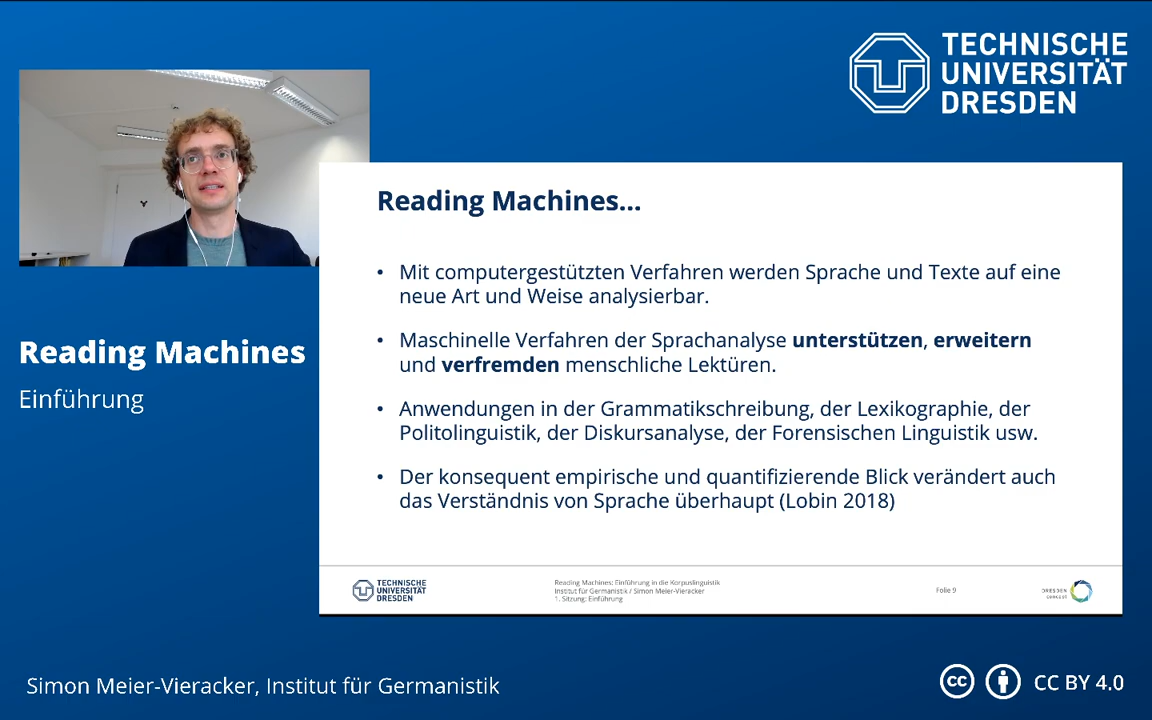 TECHNISCHE
UNIVERSITÄT
DRESDEN
Reading Machines...
• Mit computergestützten Verfahren werden Sprache und Texte auf eine
neue Art und Weise analysierbar.
• Maschinelle Verfahren der Sprachanalyse unterstützen, erweitern
und verfremden menschliche Lektüren.
• Anwendungen in der Grammatikschreibung, der Lexikographie, der
Politolinguistik, der Diskursanalyse, der Forensischen Linguistik usw.
• Der konsequent empirische und quantifizierende Blick verändert auch
das Verständnis von Sprache überhaupt (Lobin 2018)
Reading Machines
Einführung
TECHNISCHE
UNIVERSITÄT
DRESDEN
Reading Machines: Einführung in die Korpuslinguistik
Institut für Germanistik / Simon Meier-Vieracker
1. Sitzung: Einführung
Folie 9
DRESDEN
concept
Simon Meier-Vieracker, Institut für Germanistik
cc
CC BY 4.0